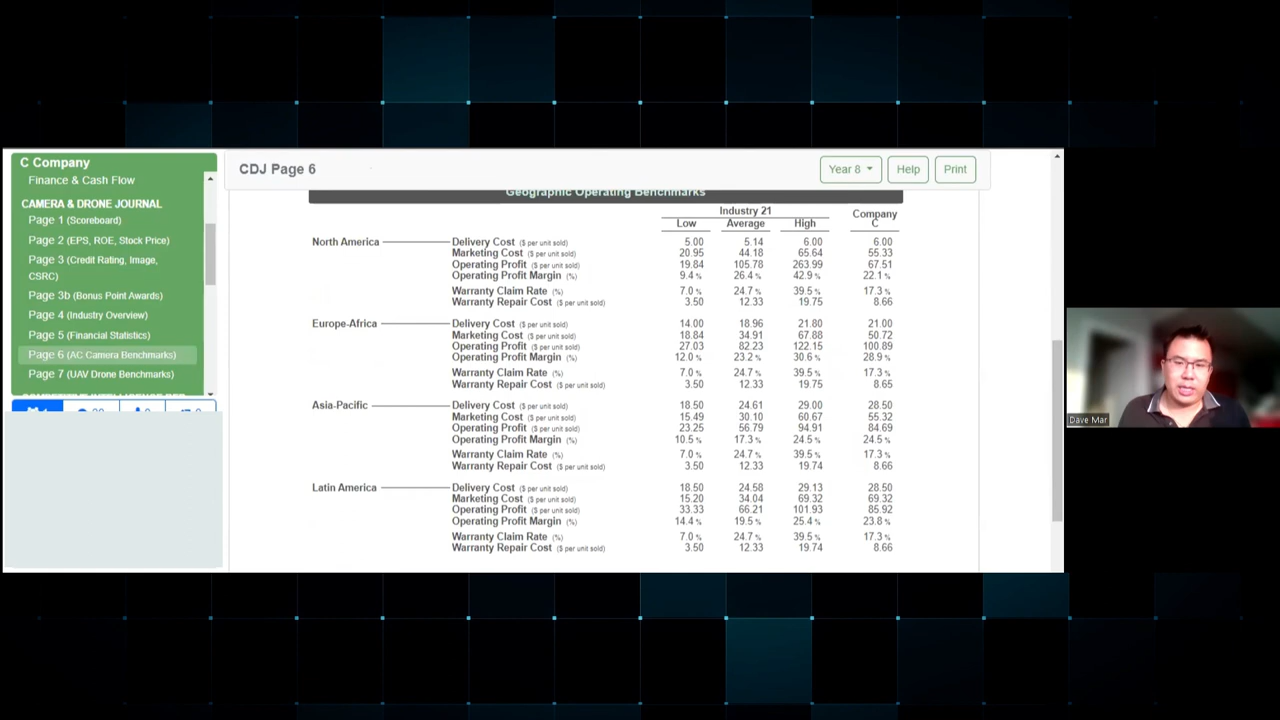 C Company
Finance & Cash Flow
CAMERA & DRONE JOURNAL
Page 1 (Scoreboard)
Page 2 (EPS, ROE, Stock Price)
Page 3 (Credit Rating, Image,
CSRC)
Page 3b (Bonus Point Awards)
Page 4 (Industry Overview)
Page 5 (Financial Statistics)
Page 6 (AC Camera Benchmarks)
Page 7 (UAV Drone Benchmarks)
CDJ Page 6
Year 8
Help
Print
Geographic Operating Benchmarks
Industry 21
Company
C
Low Average High
North America Delivery Cost ($ per unit sold) 5.00 5.14 6.00 6.00
Marketing Cost ($ per unit sold) 20.95 44.18 65.64 55.33
Operating Profit ($ per unit sold) 19.84 105.78 263.99 67.51
Operating Profit Margin (%) 9.4 % 26.4 % 42.9 % 22.1 %
Warranty Claim Rate (%) 7.0 % 24.7 % 39.5 % 17.3 %
Warranty Repair Cost ($ per unit sold) 3.50 12.33 19.75 8.66
Europe-Africa Delivery Cost ($ per unit sold) 14.00 18.96 21.80 21.00
Marketing Cost ($ per unit sold) 18.84 34.91 67.88 50.72
Operating Profit ($ per unit sold) 27.03 82.23 122.15 100.89
Operating Profit Margin (%) 12.0 % 23.2 % 30.6 % 28.9 %
Warranty Claim Rate (%) 7.0 % 24.7 % 39.5 % 17.3 %
Warranty Repair Cost ($ per unit sold) 3.50 12.33 19.75 8.65
Asia-Pacific Delivery Cost ($ per unit sold) 18.50 24.61 29.00 28.50
Marketing Cost ($ per unit sold) 15.49 30.10 60.67 55.32
Operating Profit ($ per unit sold) 23.25 56.79 94.91 84.69
Operating Profit Margin (%) 10.5 % 17.3 % 24.5 % 24.5 %
Warranty Claim Rate (%) 7.0 % 24.7 % 39.5 % 17.3 %
Warranty Repair Cost ($ per unit sold) 3.50 12.33 19.74 8.66
Latin America Delivery Cost ($ per unit sold) 18.50 24.58 29.13 28.50
Marketing Cost ($ per unit sold) 15.20 34.04 69.32 69.32
Operating Profit ($ per unit sold) 33.33 66.21 101.93 85.92
Operating Profit Margin (%) 14.4 % 19.5 % 25.4 % 23.8 %
Warranty Claim Rate (%) 7.0 % 24.7 % 39.5 % 17.3 %
Warranty Repair Cost ($ per unit sold) 3.50 12.33 19.74 8.66
Dave Mar